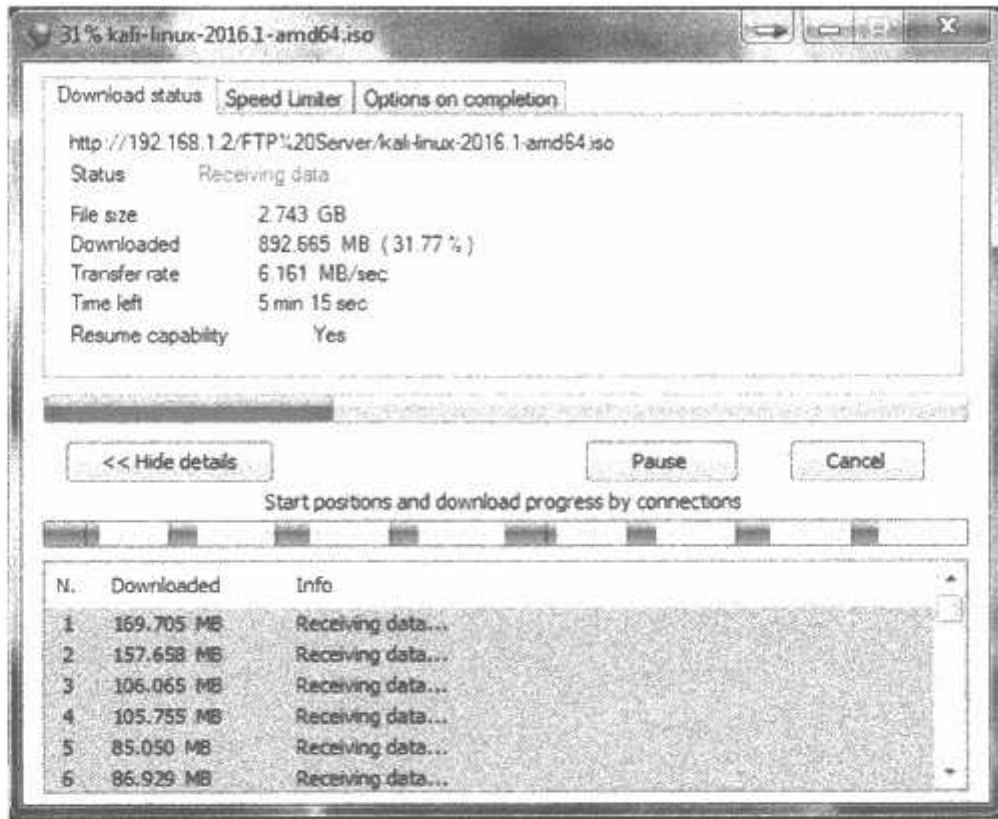 31% kali-linux-2016.1-amd64.iso
Download status Speed Limiter Options on completion
http://192.168.1.2/FTP%20Server/kali-linux-2016.1-amd64.iso
Status Receiving data...
File size 2.743 GB
Downloaded 892.665 MB ( 31.77 % )
Transfer rate 6.161 MB/sec
Time left 5 min 15 sec
Resume capability Yes
<< Hide details Pause Cancel
Start positions and download progress by connections
N. Downloaded Info
1 169.705 MB Receiving data...
2 157.658 MB Receiving data...
3 106.065 MB Receiving data...
4 105.755 MB Receiving data...
5 85.050 MB Receiving data...
6 86.929 MB Receiving data...